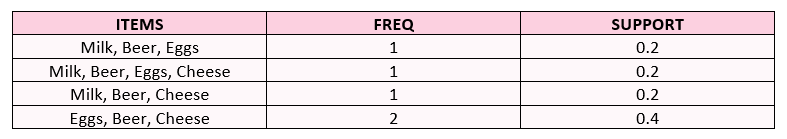 ITEMS FREQ SUPPORT
Milk, Beer, Eggs 1 0.2
Milk, Beer, Eggs, Cheese 1 0.2
Milk, Beer, Cheese 1 0.2
Eggs, Beer, Cheese 2 0.4